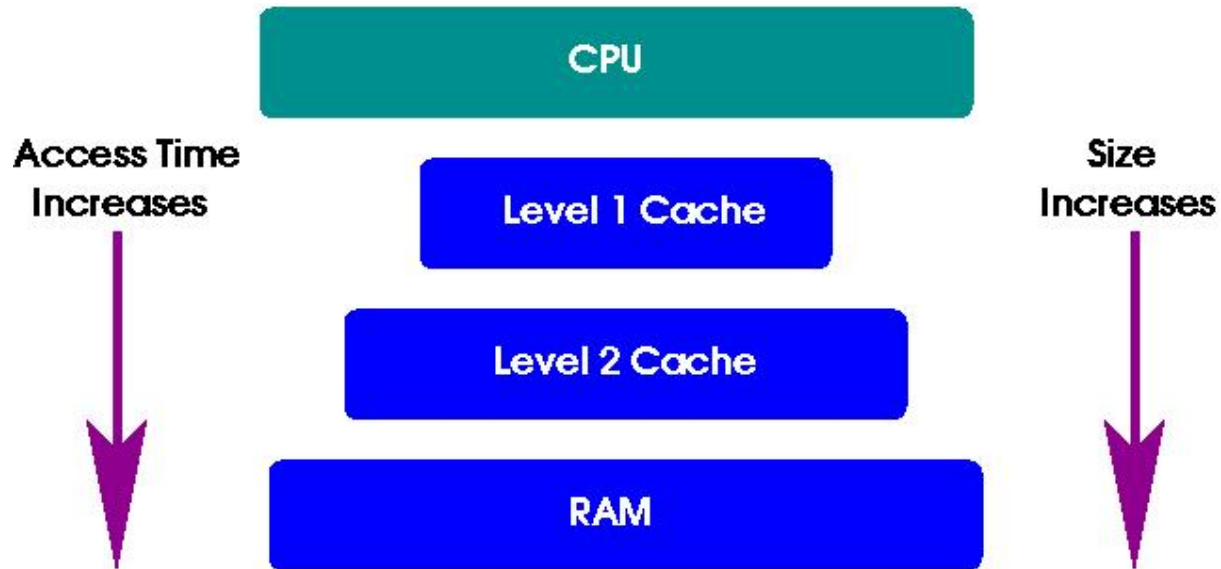 CPU
Access Time
Increases
Size
Increases
Level 1 Cache
Level 2 Cache
RAM